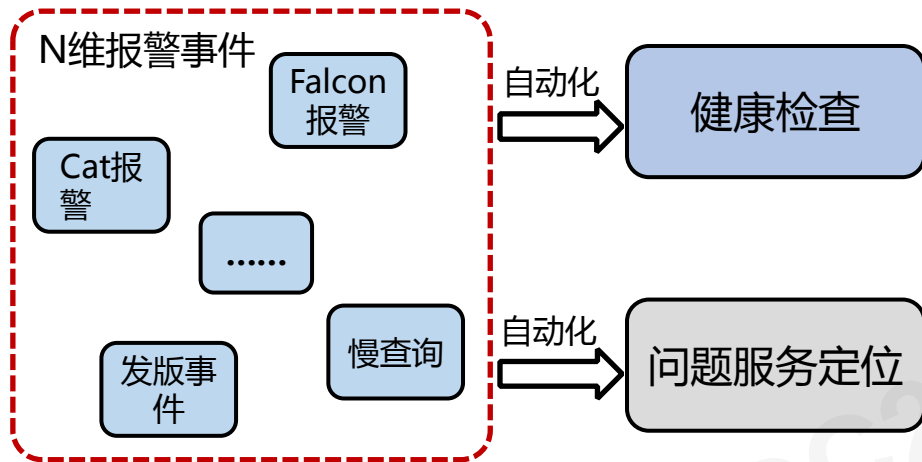 N维报警事件
Falcon
报警
自动化
健康检查
Cat报
警
......
自动化
慢查询
问题服务定位
发版事
件